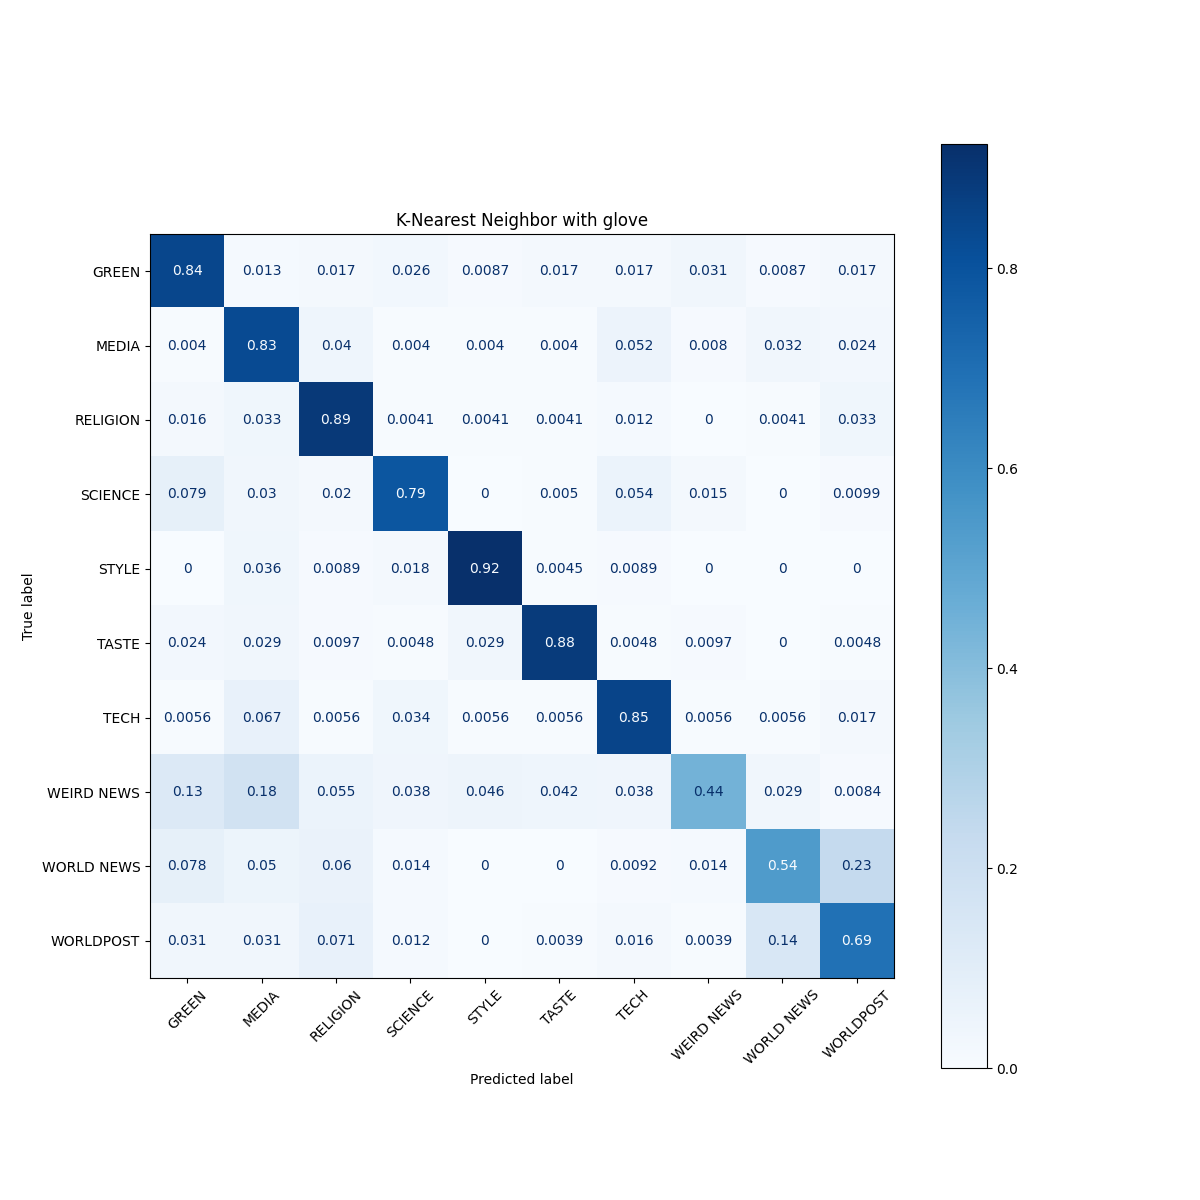 K-Nearest Neighbor with glove
GREEN 0.84 0.013 0.017 0.026 0.0087 0.017 0.017 0.031 0.0087 0.017
MEDIA 0.004 0.83 0.04 0.004 0.004 0.004 0.052 0.008 0.032 0.024
RELIGION 0.016 0.033 0.89 0.0041 0.0041 0.0041 0.012 0 0.0041 0.033
SCIENCE 0.079 0.03 0.02 0.79 0 0.005 0.054 0.015 0 0.0099
STYLE 0 0.036 0.0089 0.018 0.92 0.0045 0.0089 0 0 0
TASTE 0.024 0.029 0.0097 0.0048 0.029 0.88 0.0048 0.0097 0 0.0048
TECH 0.0056 0.067 0.0056 0.034 0.0056 0.0056 0.85 0.0056 0.0056 0.017
WEIRD NEWS 0.13 0.18 0.055 0.038 0.046 0.042 0.038 0.44 0.029 0.0084
WORLD NEWS 0.078 0.05 0.06 0.014 0 0 0.0092 0.014 0.54 0.23
WORLDPOST 0.031 0.031 0.071 0.012 0 0.0039 0.016 0.0039 0.14 0.69
GREEN MEDIA RELIGION SCIENCE STYLE TASTE TECH WEIRD NEWS WORLD NEWS WORLDPOST
Predicted label
True label
0.8
0.6
0.4
0.2
0.0